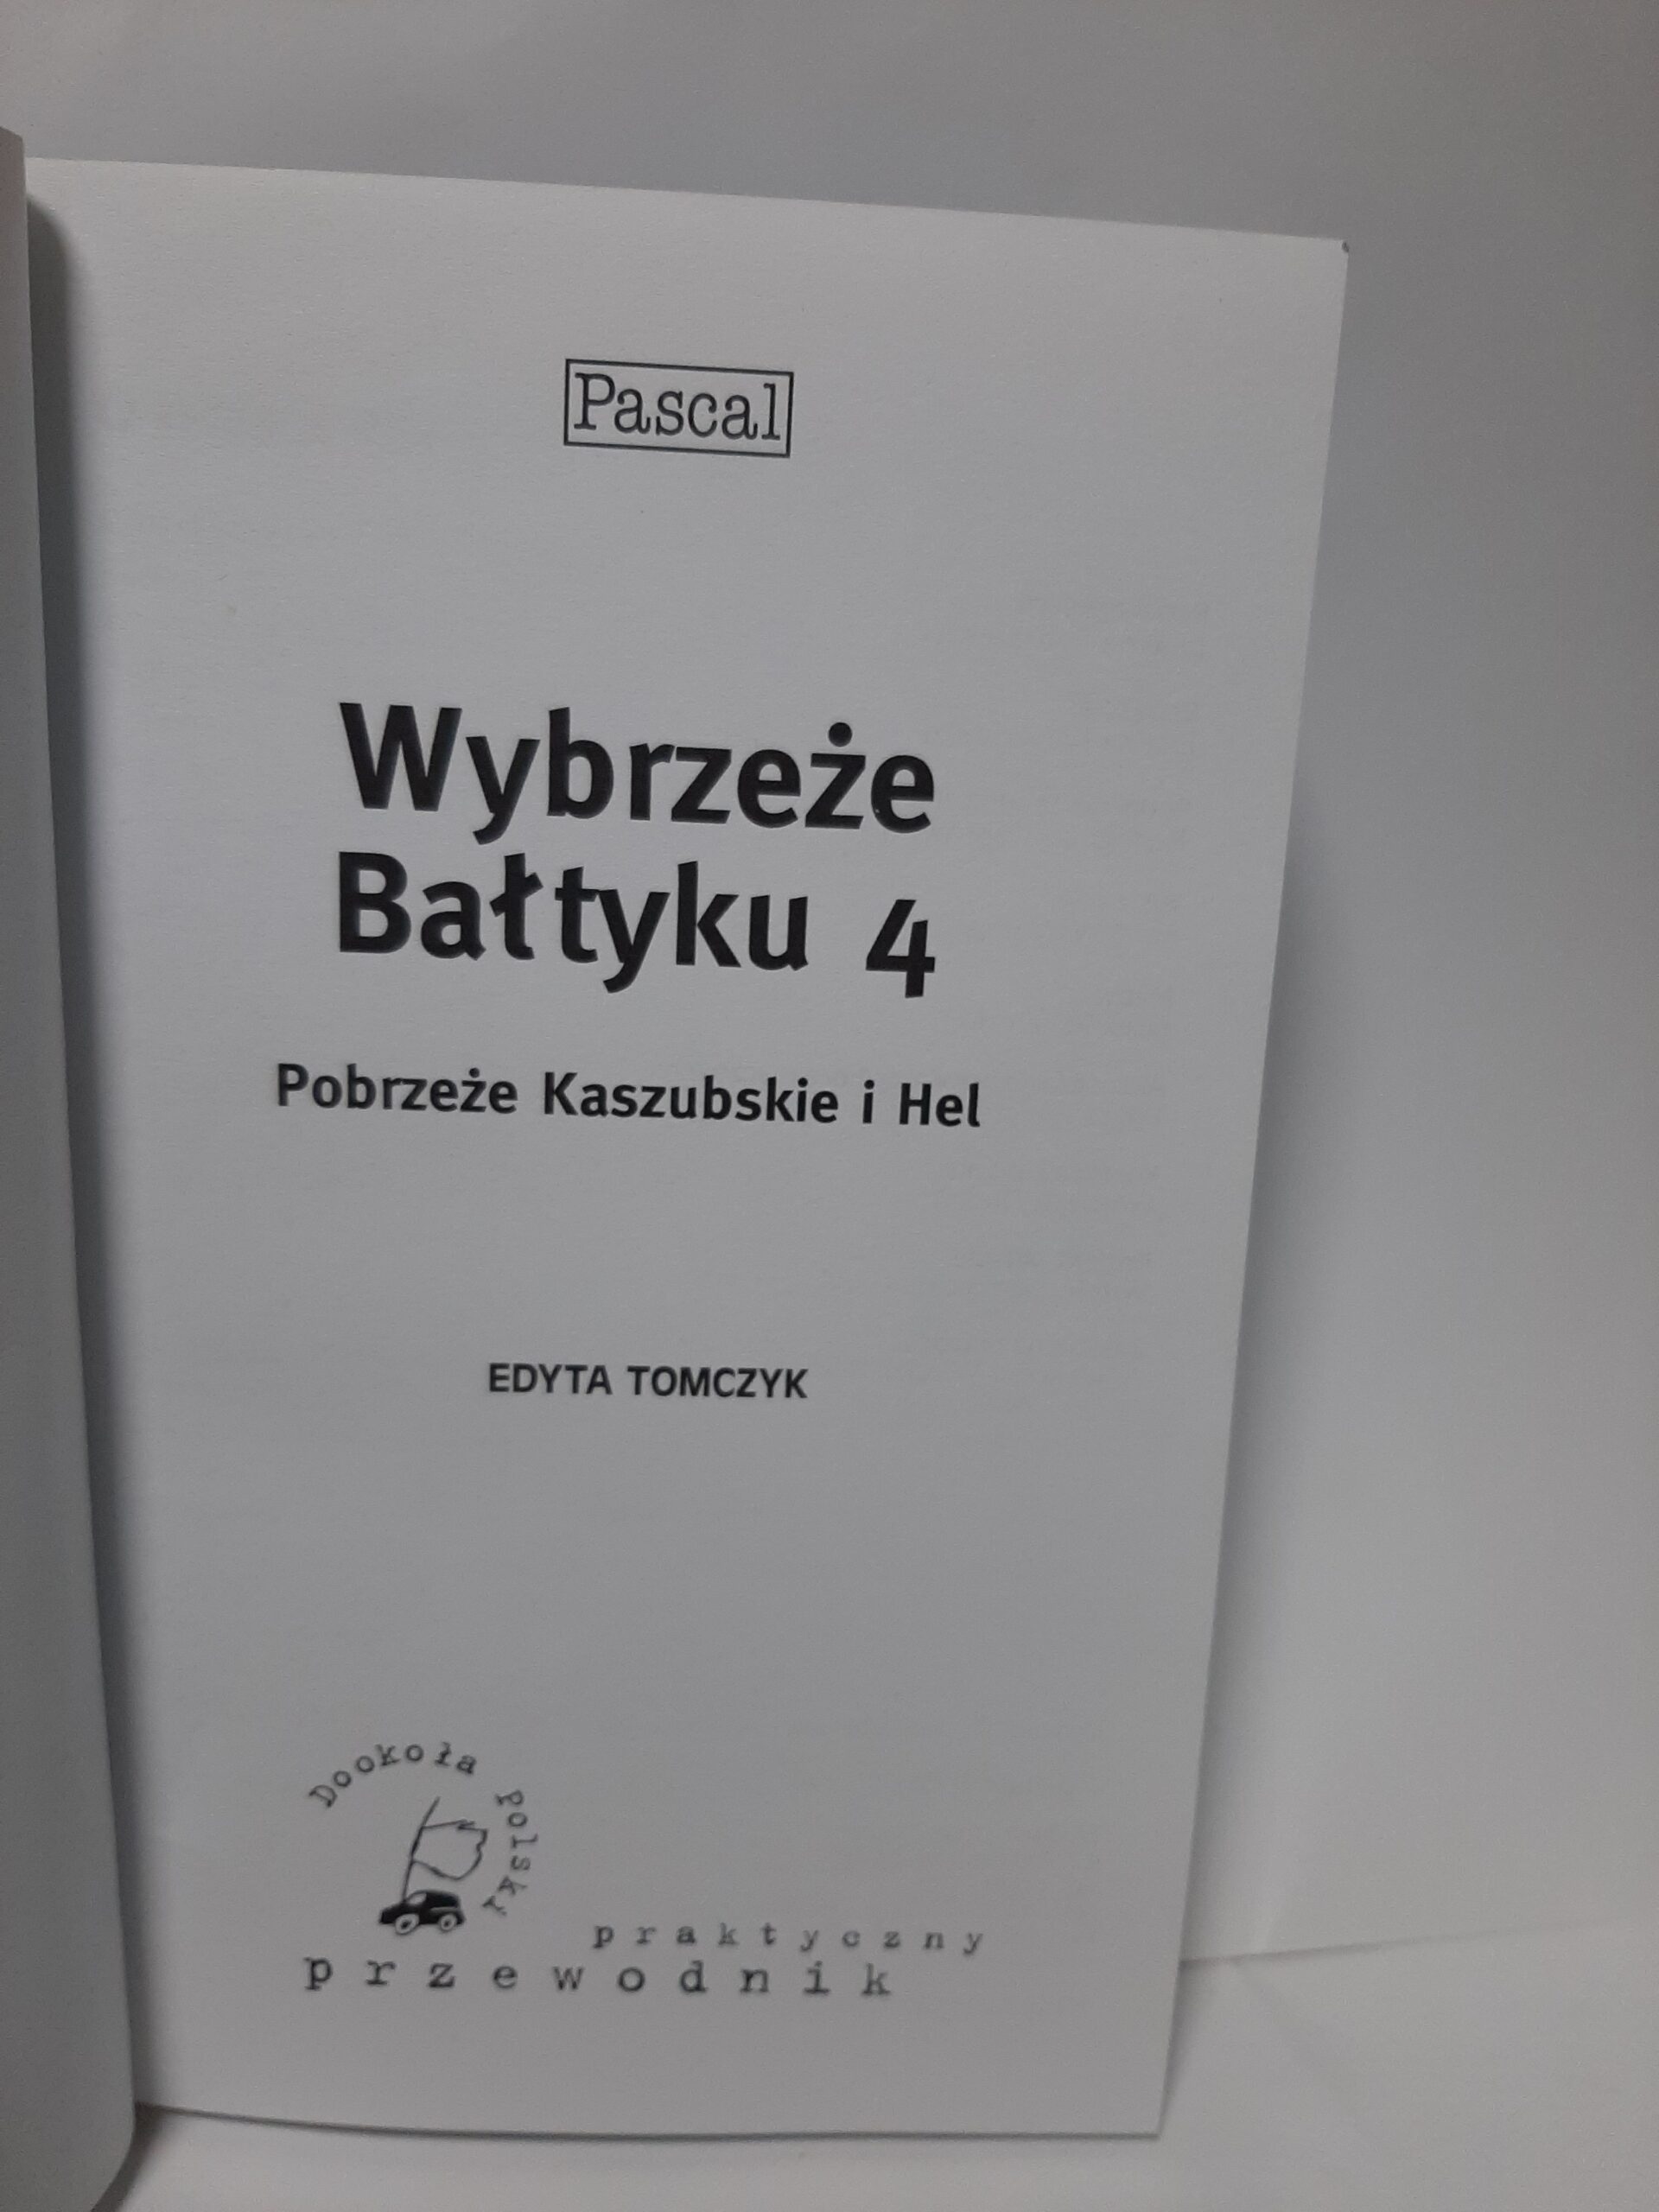 Pascal
Wybrzeże
Bałtyku 4
Pobrzeże Kaszubskie i Hel
EDYTA TOMCZYK
Dookoła Polski
praktyczny
przewodnik